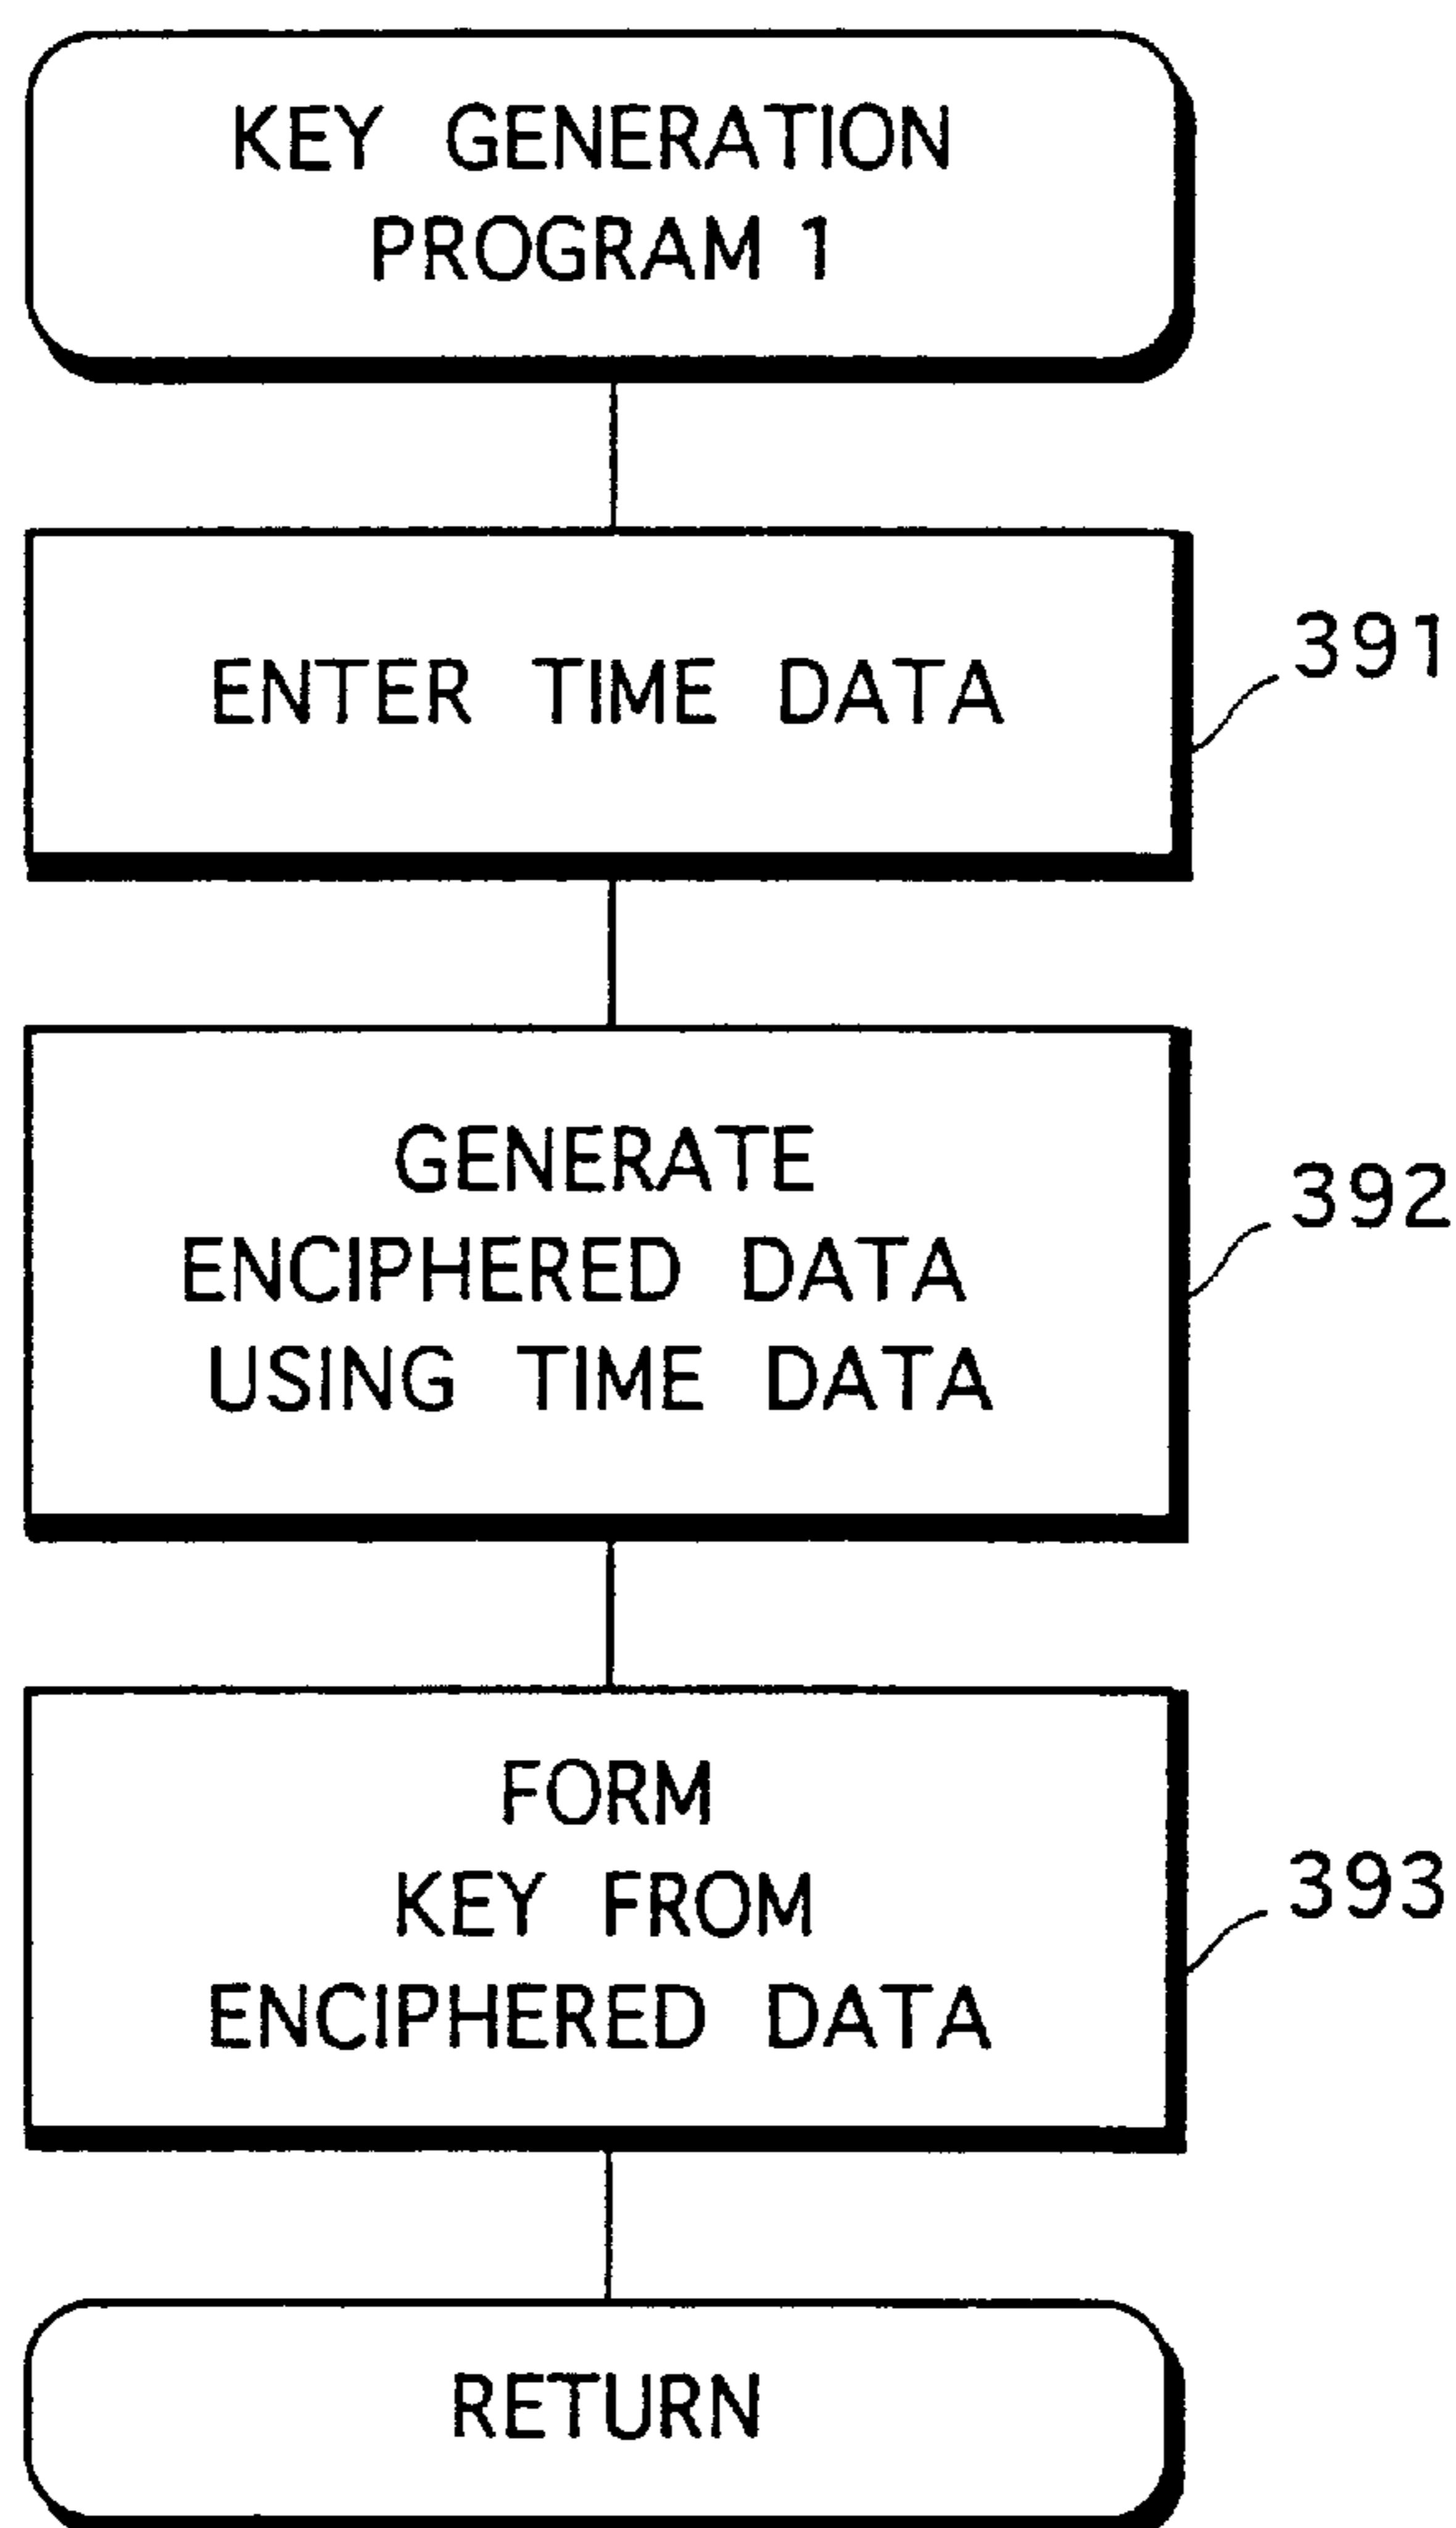 KEY GENERATION
PROGRAM 1
ENTER TIME DATA
391
GENERATE
ENCIPHERED DATA
USING TIME DATA
392
FORM
KEY FROM
ENCIPHERED DATA
393
RETURN